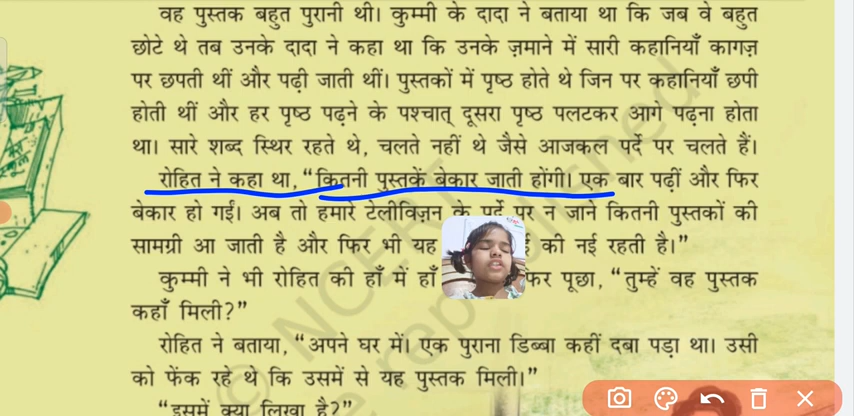 वह पुस्तक बहुत पुरानी थी। कुम्मी के दादा ने बताया था कि जब वे बहुत
छोटे थे तब उनके दादा ने कहा था कि उनके ज़माने में सारी कहानियाँ कागज़
पर छपती थीं और पढ़ी जाती थीं। पुस्तकों में पृष्ठ होते थे जिन पर कहानियाँ छपी
होती थीं और हर पृष्ठ पढ़ने के पश्चात् दूसरा पृष्ठ पलटकर आगे पढ़ना होता
था। सारे शब्द स्थिर रहते थे, चलते नहीं थे जैसे आजकल पर्दे पर चलते हैं।
रोहित ने कहा था, “कितनी पुस्तकें बेकार जाती होंगी। एक बार पढ़ीं और फिर
बेकार हो गईं। अब तो हमारे टेलीविज़न के पर्दे पर न जाने कितनी पुस्तकों की
सामग्री आ जाती है और फिर भी यह की नई रहती है।”
कुम्मी ने भी रोहित की हाँ में हाँ पूछा, “तुम्हें वह पुस्तक
कहाँ मिली?”
रोहित ने बताया, “अपने घर में। एक पुराना डिब्बा कहीं दबा पड़ा था। उसी
को फेंक रहे थे कि उसमें से यह पुस्तक मिली।”
“इसमें क्या लिखा है?”
© NCERT